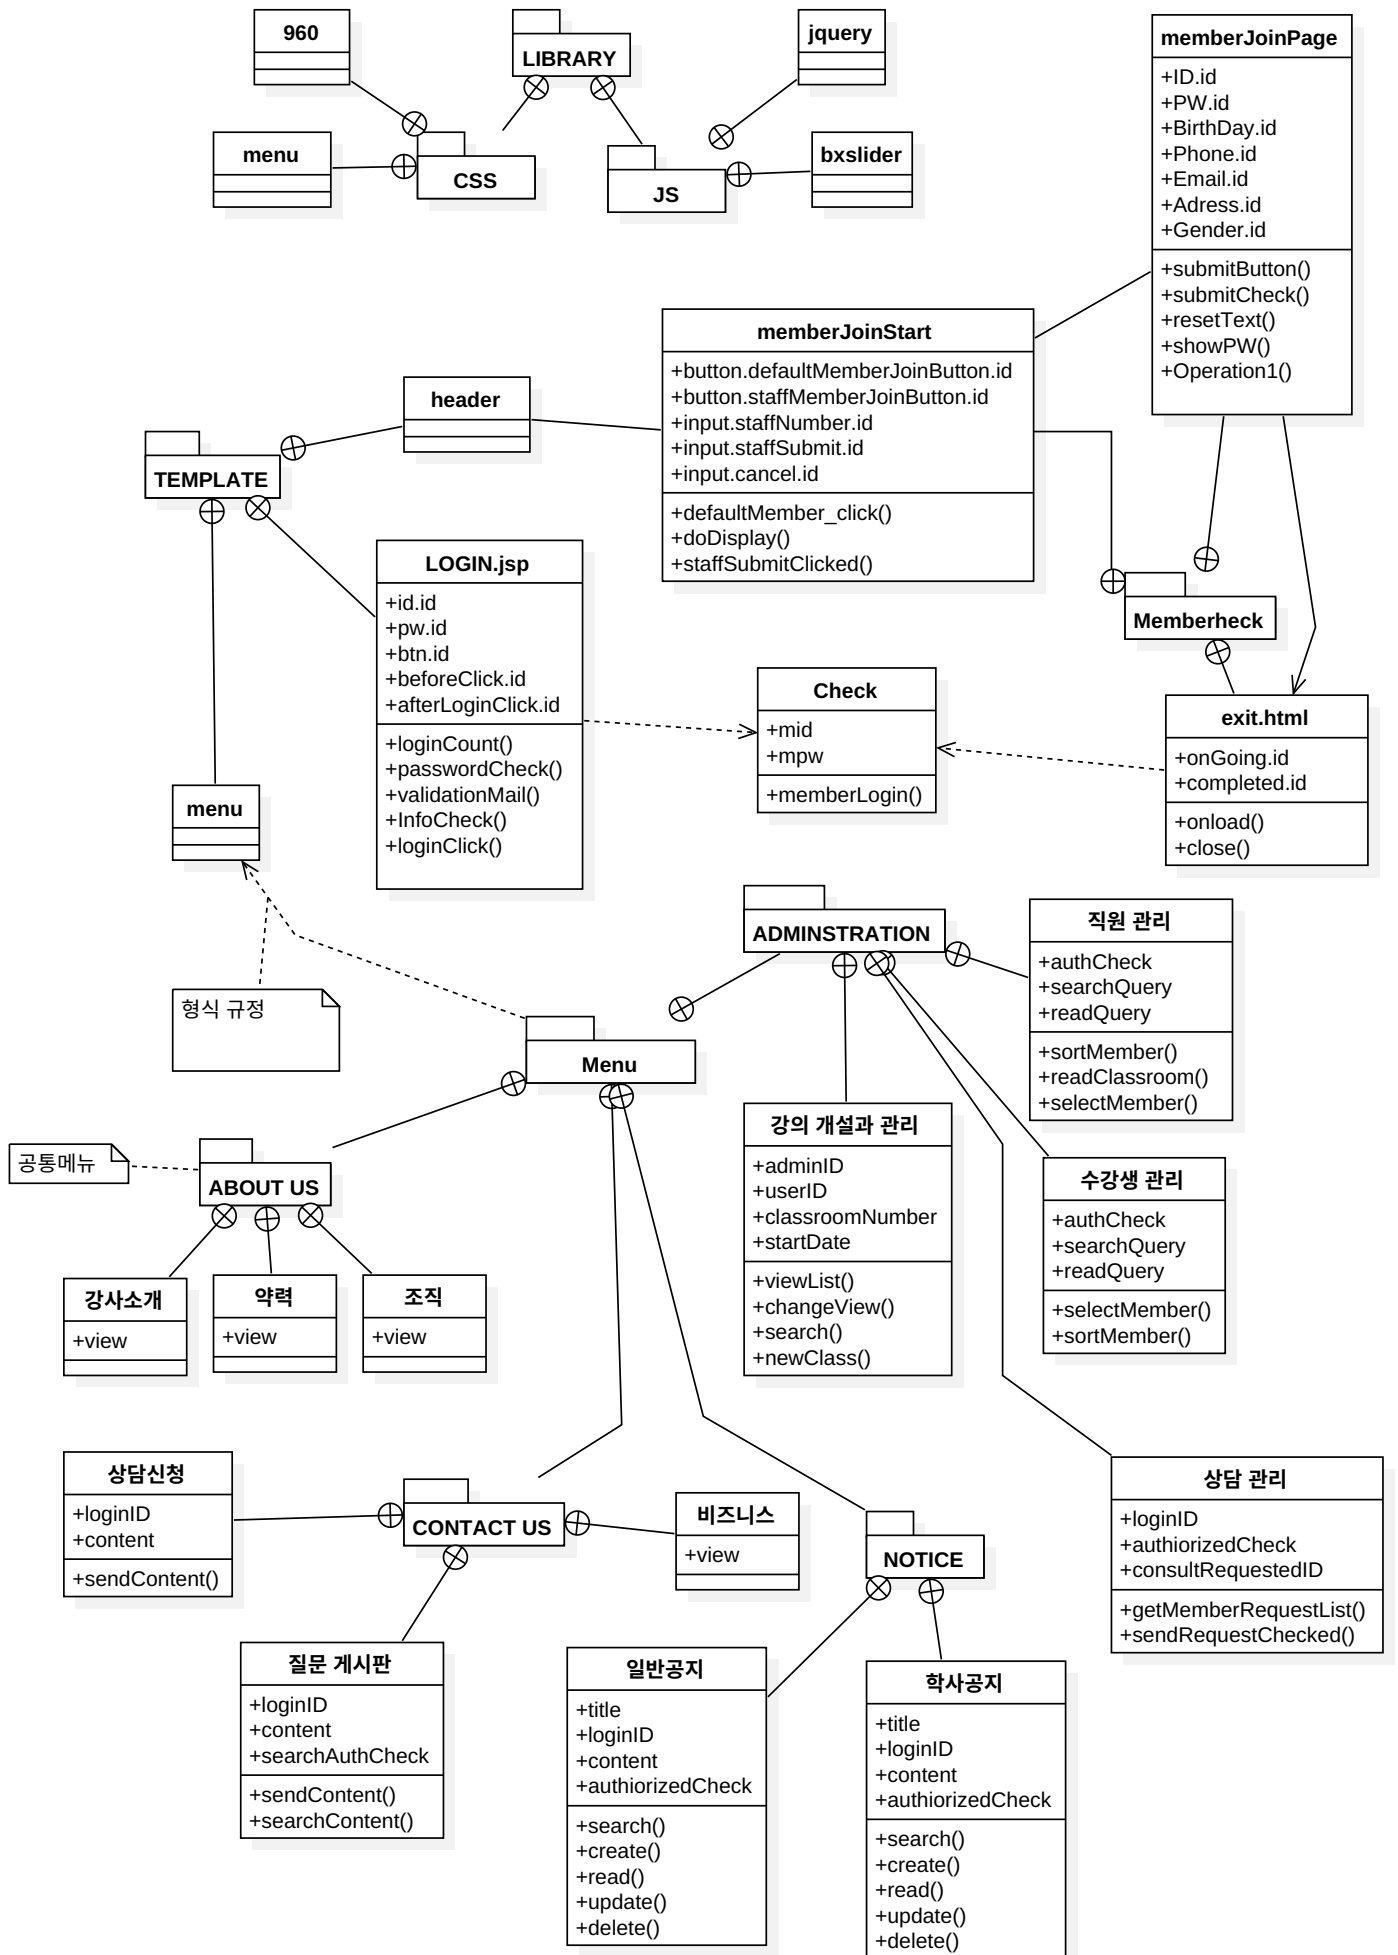 960
LIBRARY
jquery
menu
CSS
JS
bxslider
memberJoinPage
+ID.id
+PW.id
+BirthDay.id
+Phone.id
+Email.id
+Adress.id
+Gender.id
+submitButton()
+submitCheck()
+resetText()
+showPW()
+Operation1()
memberJoinStart
+button.defaultMemberJoinButton.id
+button.staffMemberJoinButton.id
+input.staffNumber.id
+input.staffSubmit.id
+input.cancel.id
+defaultMember_click()
+doDisplay()
+staffSubmitClicked()
header
TEMPLATE
LOGIN.jsp
+id.id
+pw.id
+btn.id
+beforeClick.id
+afterLoginClick.id
+loginCount()
+passwordCheck()
+validationMail()
+InfoCheck()
+loginClick()
Memberheck
Check
+mid
+mpw
+memberLogin()
exit.html
+onGoing.id
+completed.id
+onload()
+close()
menu
형식 규정
ADMINSTRATION
직원 관리
+authCheck
+searchQuery
+readQuery
+sortMember()
+readClassroom()
+selectMember()
Menu
강의 개설과 관리
+adminID
+userID
+classroomNumber
+startDate
+viewList()
+changeView()
+search()
+newClass()
수강생 관리
+authCheck
+searchQuery
+readQuery
+selectMember()
+sortMember()
공통메뉴
ABOUT US
강사소개
+view
약력
+view
조직
+view
상담신청
+loginID
+content
+sendContent()
CONTACT US
비즈니스
+view
NOTICE
상담 관리
+loginID
+authiorizedCheck
+consultRequestedID
+getMemberRequestList()
+sendRequestChecked()
질문 게시판
+loginID
+content
+searchAuthCheck
+sendContent()
+searchContent()
일반공지
+title
+loginID
+content
+authiorizedCheck
+search()
+create()
+read()
+update()
+delete()
학사공지
+title
+loginID
+content
+authiorizedCheck
+search()
+create()
+read()
+update()
+delete()